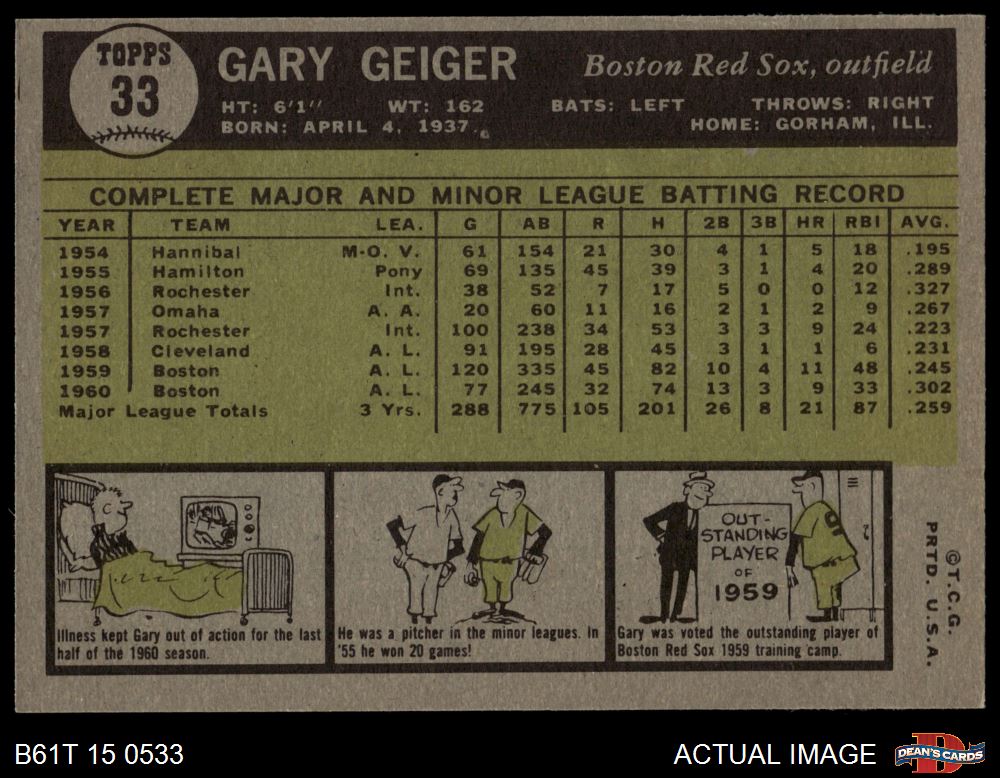 TOPPS
33
GARY GEIGER
Boston Red Sox, outfield
HT: 6'1" WT: 162 BATS: LEFT THROWS: RIGHT
BORN: APRIL 4, 1937 HOME: GORHAM, ILL.
COMPLETE MAJOR AND MINOR LEAGUE BATTING RECORD
YEAR TEAM LEA. G AB R H 2B 3B HR RBI AVG.
1954 Hannibal M-O. V. 61 154 21 30 4 1 5 18 .195
1955 Hamilton Pony 69 135 45 39 3 1 4 20 .289
1956 Rochester Int. 38 52 7 17 5 0 0 12 .327
1957 Omaha A. A. 20 60 11 16 2 1 2 9 .267
1957 Rochester Int. 100 238 34 53 3 3 9 24 .223
1958 Cleveland A. L. 91 195 28 45 3 1 1 6 .231
1959 Boston A. L. 120 335 45 82 10 4 11 48 .245
1960 Boston A. L. 77 245 32 74 13 3 9 33 .302
Major League Totals 3 Yrs. 288 775 105 201 26 8 21 87 .259
Illness kept Gary out of action for the last
half of the 1960 season.
He was a pitcher in the minor leagues. In
'55 he won 20 games!
OUT-
STANDING
PLAYER
OF
1959
9
Gary was voted the outstanding player of
Boston Red Sox 1959 training camp.
©T.C.G.
PRTD. U.S.A.
B61T 15 0533
ACTUAL IMAGE
D
DEAN'S CARDS